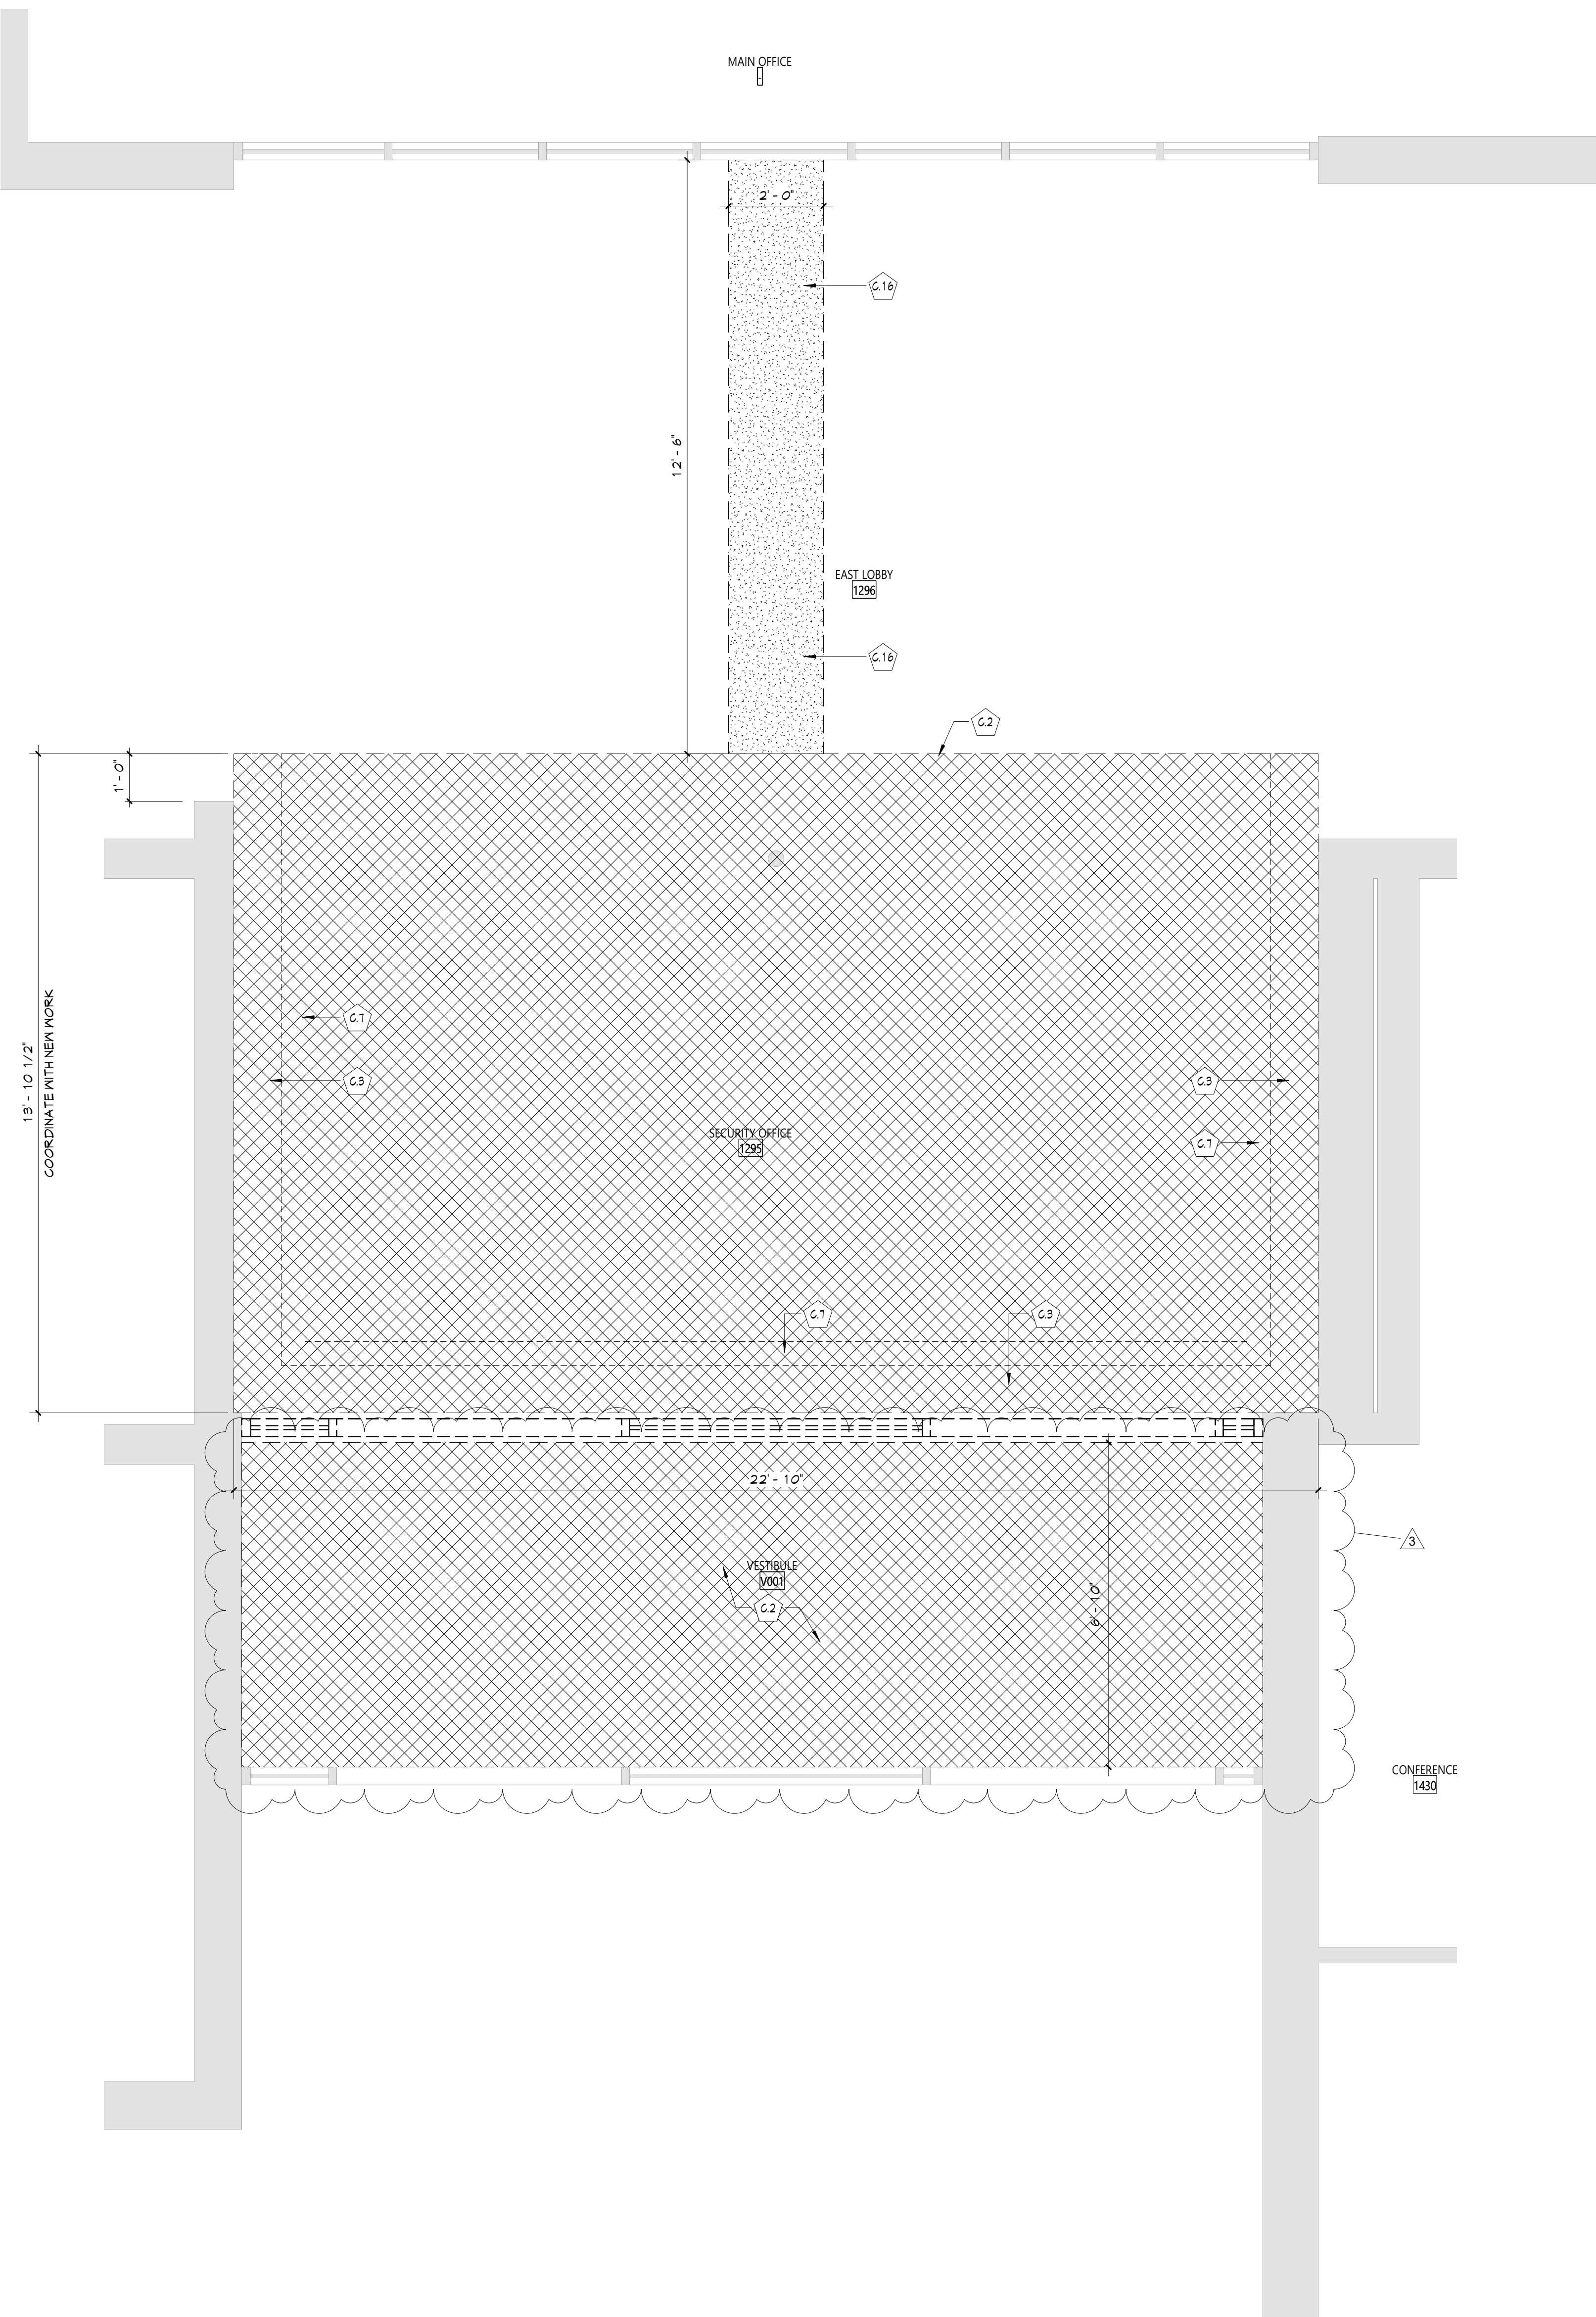 MAIN OFFICE
-
2' - 0"
C.16
12' - 6"
EAST LOBBY
1296
C.16
C.2
1' - 0"
13' - 10 1/2"
COORDINATE WITH NEW WORK
C.7
C.3
C.3
C.7
SECURITY OFFICE
1295
C.7
C.3
22' - 10"
3
VESTIBULE
V001
C.2
6' - 10"
CONFERENCE
1430